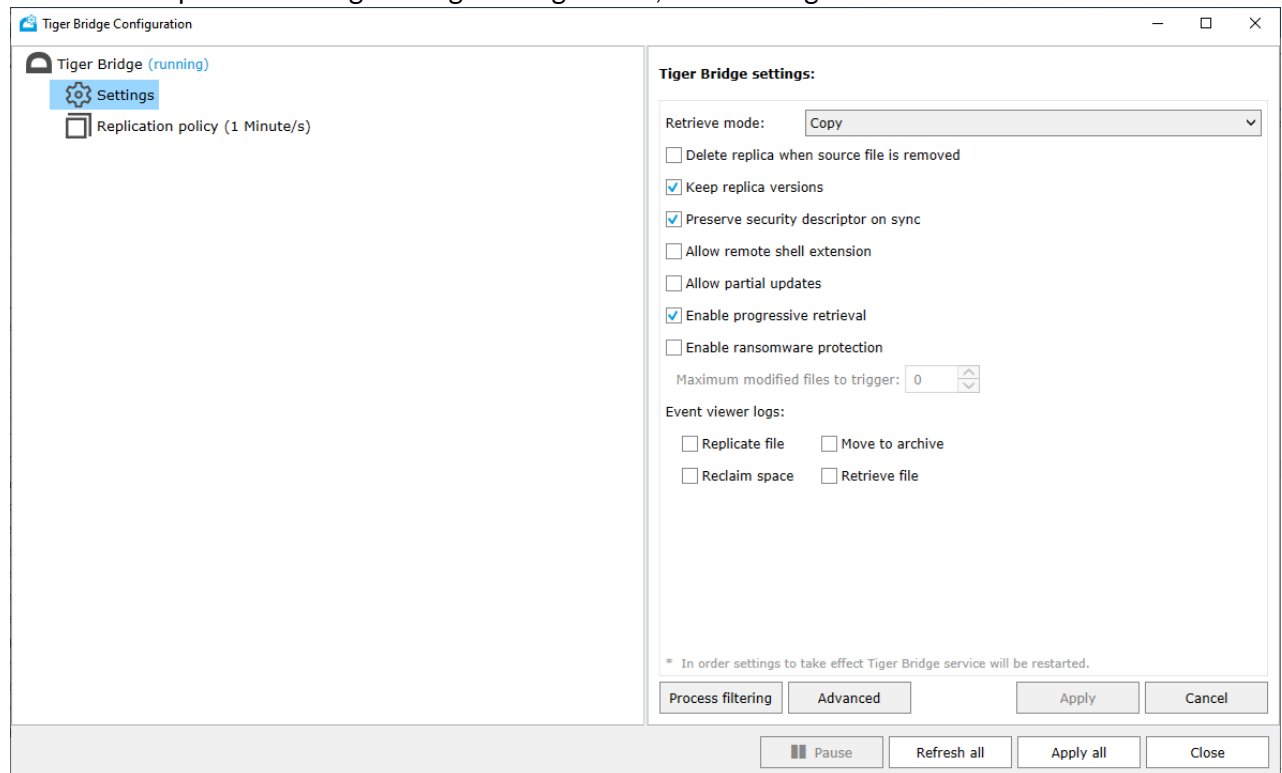 Tiger Bridge Configuration
Tiger Bridge (running)
Settings
Replication policy (1 Minute/s)
Tiger Bridge settings:
Retrieve mode: Copy
Delete replica when source file is removed
Keep replica versions
Preserve security descriptor on sync
Allow remote shell extension
Allow partial updates
Enable progressive retrieval
Enable ransomware protection
Maximum modified files to trigger: 0
Event viewer logs:
Replicate file Move to archive
Reclaim space Retrieve file
* In order settings to take effect Tiger Bridge service will be restarted.
Process filtering Advanced Apply Cancel
Pause Refresh all Apply all Close